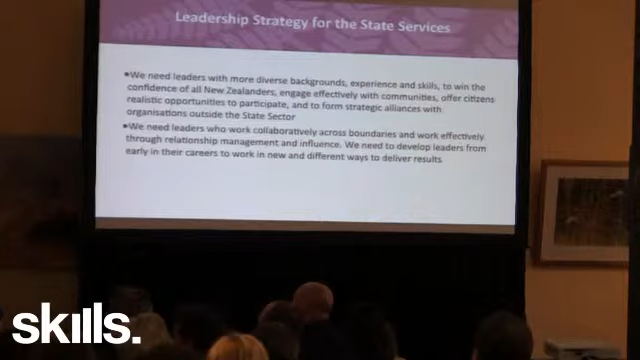 Leadership Strategy for the State Services
•We need leaders with more diverse backgrounds, experience and skills, to win the
confidence of all New Zealanders, engage effectively with communities, offer citizens
realistic opportunities to participate, and to form strategic alliances with
organisations outside the State Sector
•We need leaders who work collaboratively across boundaries and work effectively
through relationship management and influence. We need to develop leaders from
early in their careers to work in new and different ways to deliver results
skills.